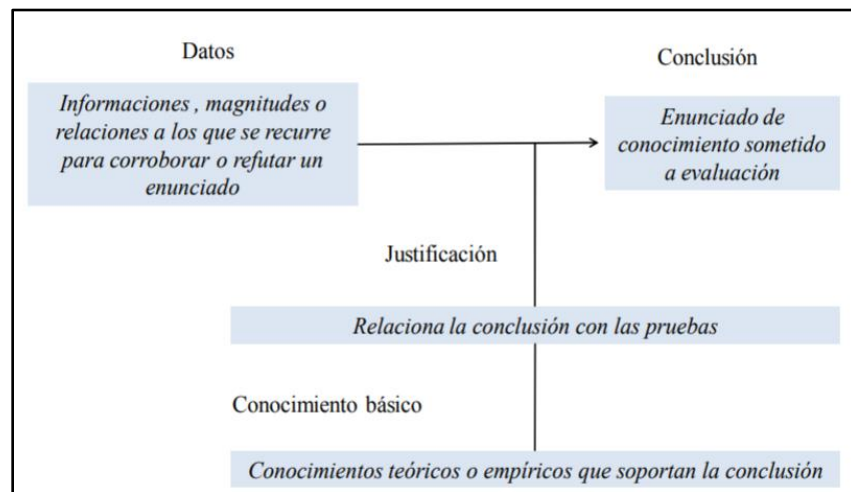 Datos
Informaciones , magnitudes o
relaciones a los que se recurre
para corroborar o refutar un
enunciado
Conclusión
Enunciado de
conocimiento sometido
a evaluación
Justificación
Relaciona la conclusión con las pruebas
Conocimiento básico
Conocimientos teóricos o empíricos que soportan la conclusión